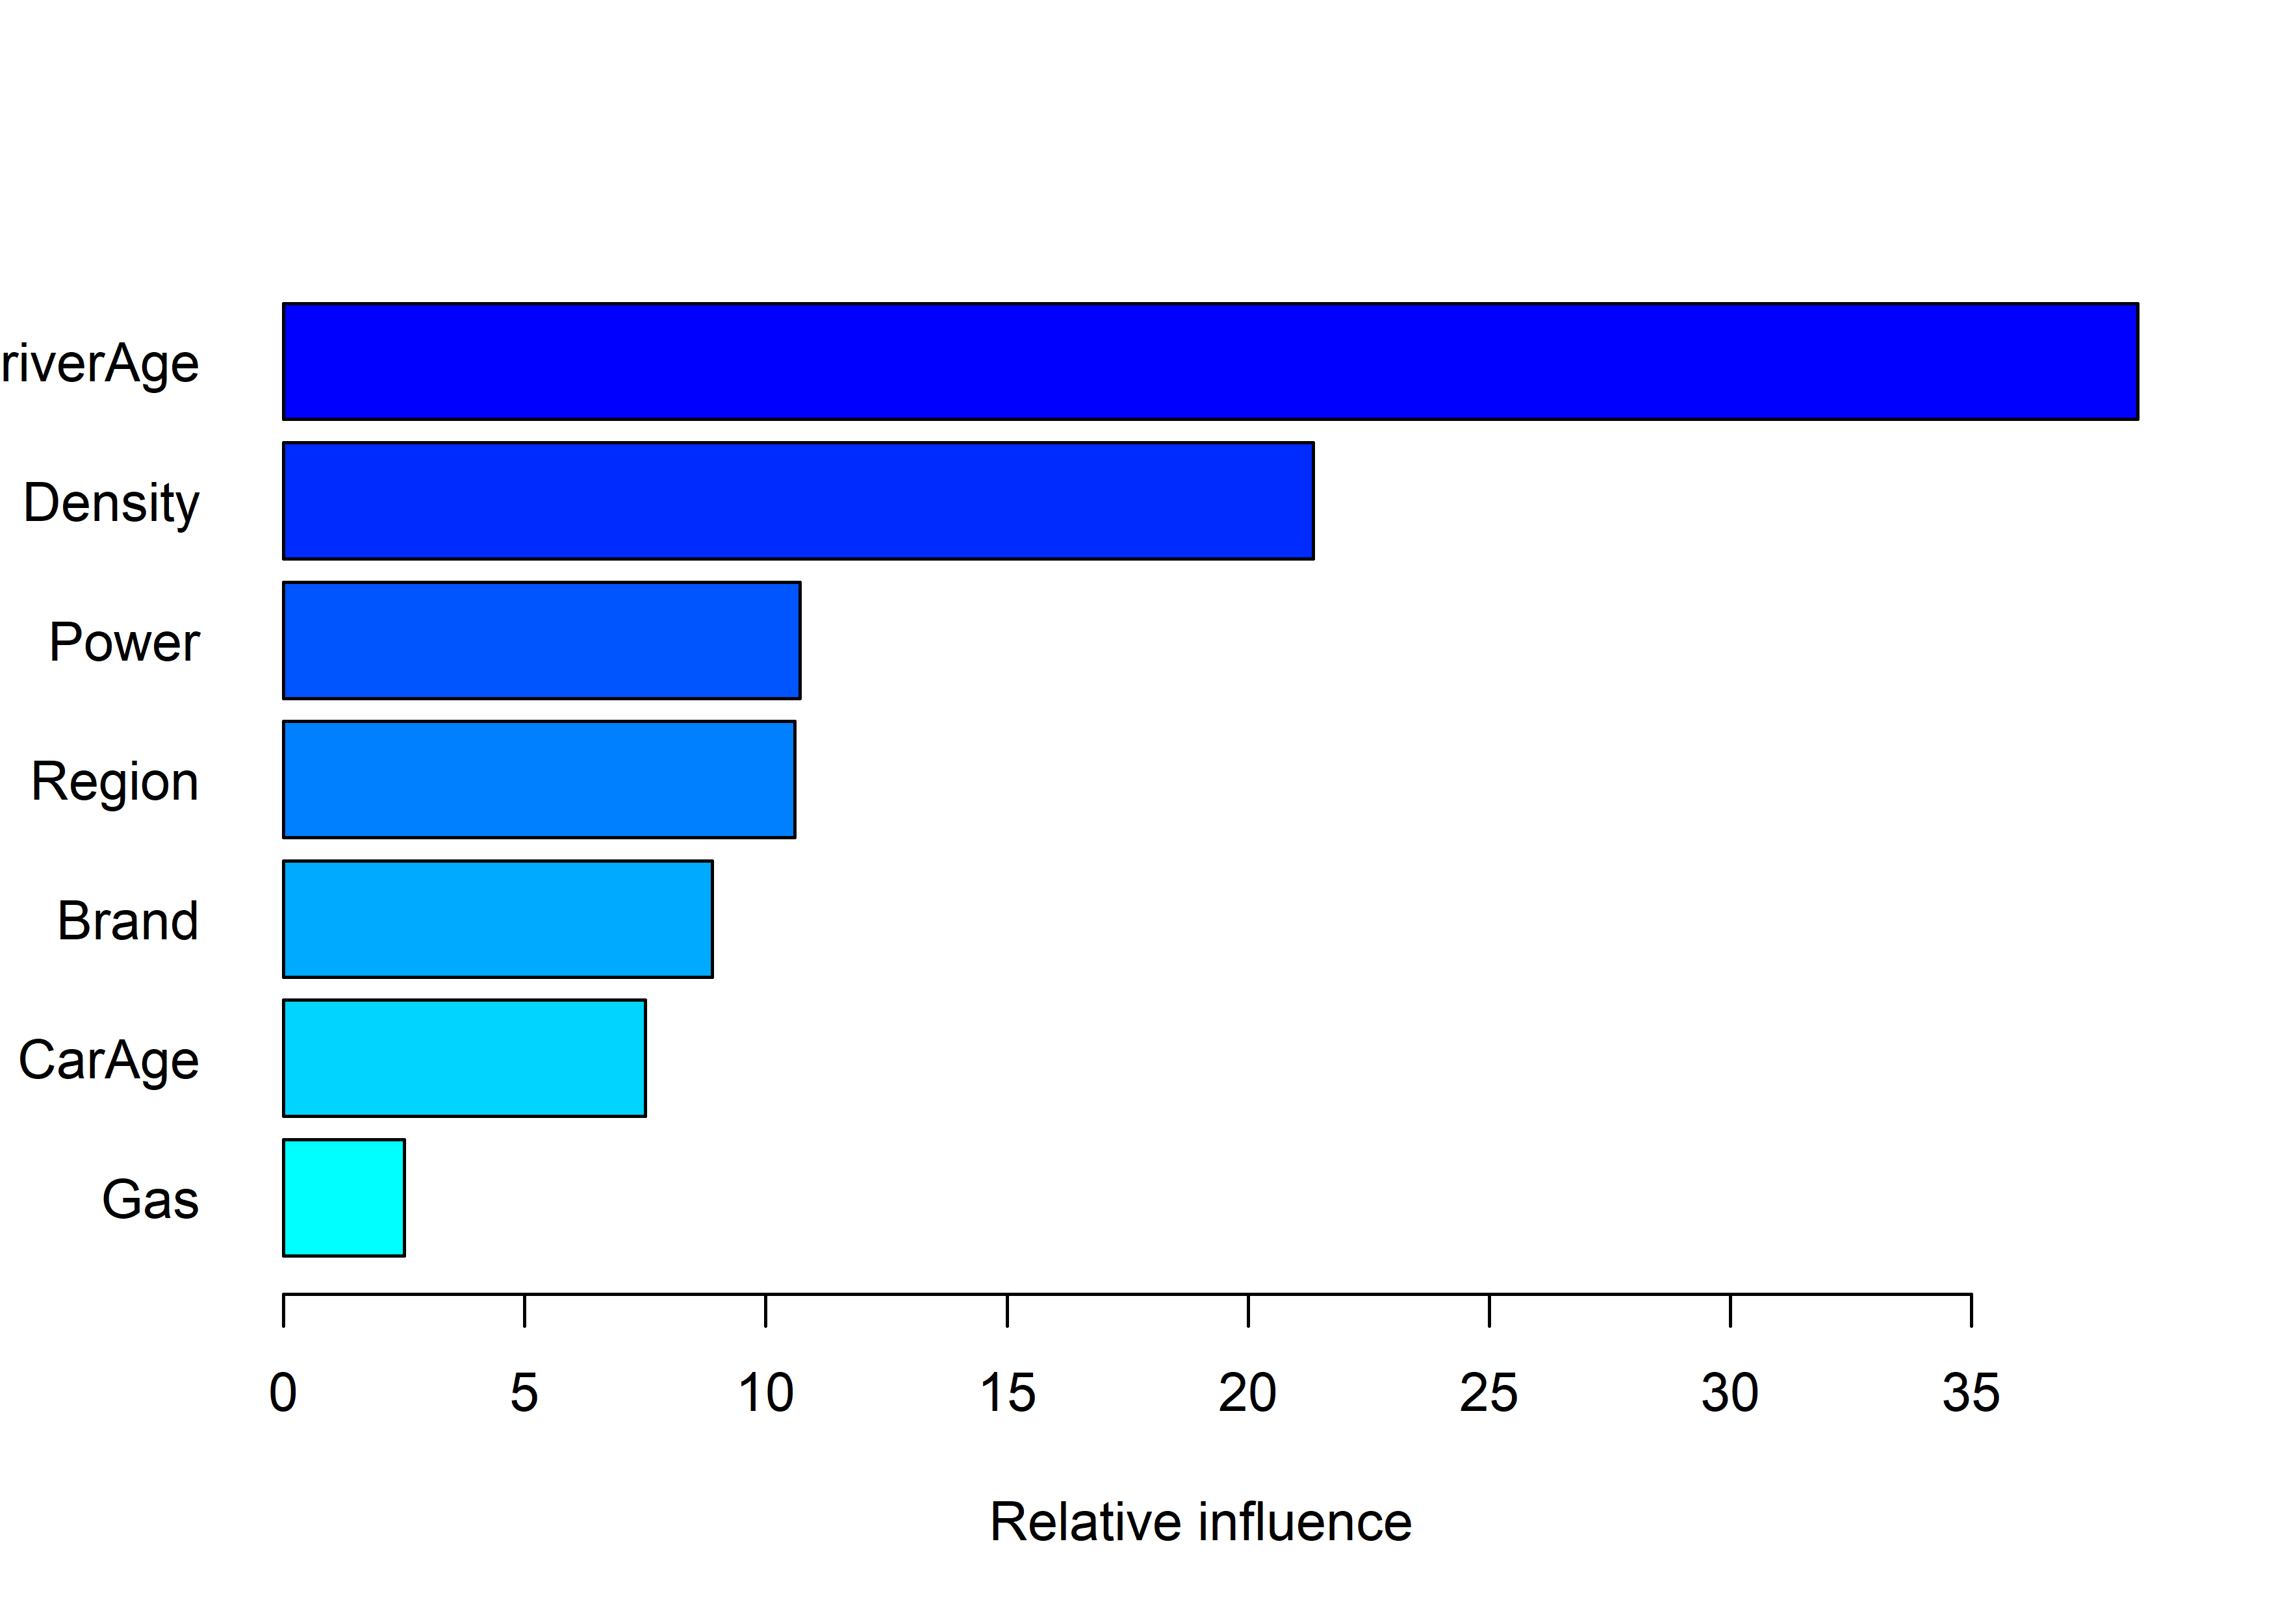 riverAge
Density
Power
Region
Brand
CarAge
Gas
0 5 10 15 20 25 30 35
Relative influence